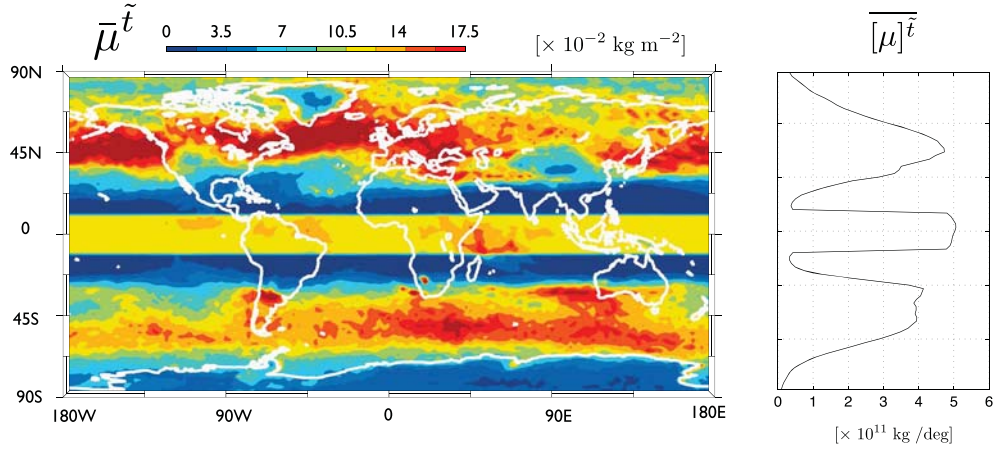 μ̄^t̃
0 3.5 7 10.5 14 17.5
[× 10⁻² kg m⁻²]
[μ]^t̃
90N
45N
0
45S
90S
180W 90W 0 90E 180E
0 1 2 3 4 5 6
[× 10¹¹ kg /deg]